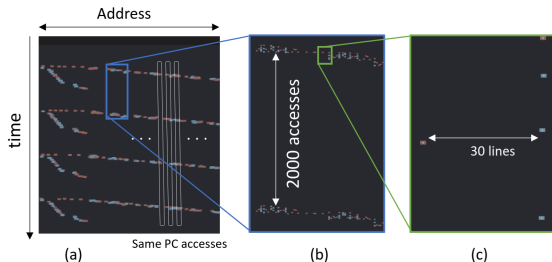 Address
time
2000 accesses
30 lines
. . .
. . .
Same PC accesses
(a)
(b)
(c)